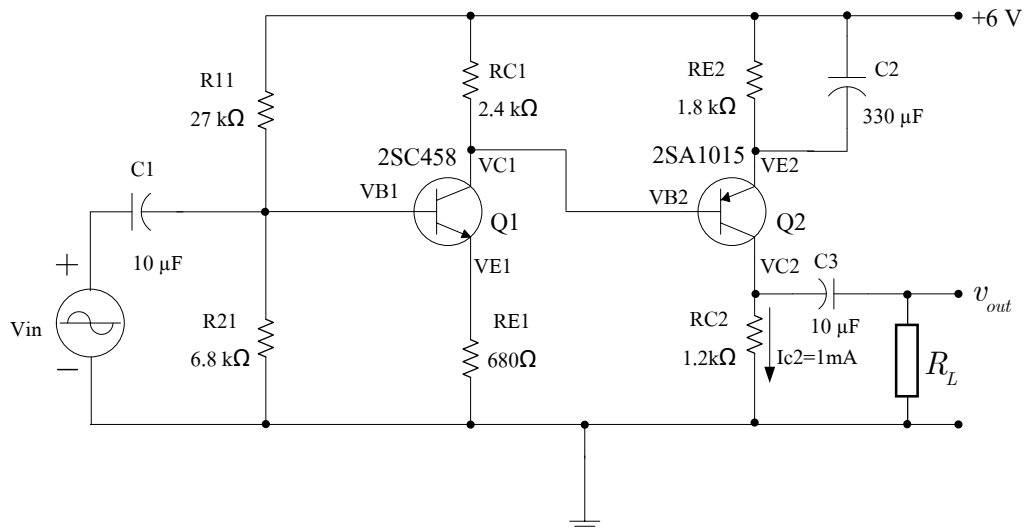 +6 V
R11
27 kΩ
RC1
2.4 kΩ
RE2
1.8 kΩ
C2
330 µF
2SC458
VC1
2SA1015
VE2
C1
10 µF
VB1
Q1
VB2
Q2
VE1
VC2
C3
10 µF
v_out
+
Vin
−
R21
6.8 kΩ
RE1
680Ω
RC2
1.2kΩ
Ic2=1mA
R_L